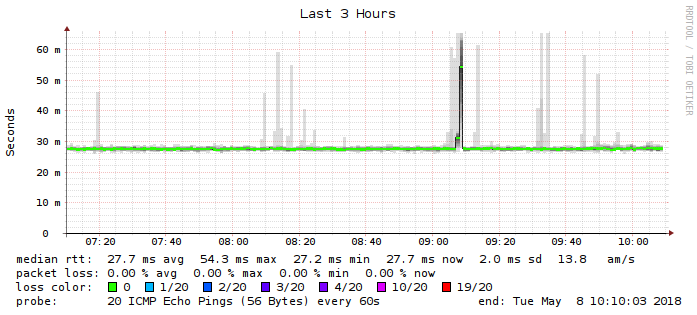 Last 3 Hours
RRDTOOL / TOBI OETIKER
Seconds
60 m
50 m
40 m
30 m
20 m
10 m
0
07:20 07:40 08:00 08:20 08:40 09:00 09:20 09:40 10:00
median rtt: 27.7 ms avg 54.3 ms max 27.2 ms min 27.7 ms now 2.0 ms sd 13.8 am/s
packet loss: 0.00 % avg 0.00 % max 0.00 % min 0.00 % now
loss color: 0 1/20 2/20 3/20 4/20 10/20 19/20
probe: 20 ICMP Echo Pings (56 Bytes) every 60s end: Tue May 8 10:10:03 2018